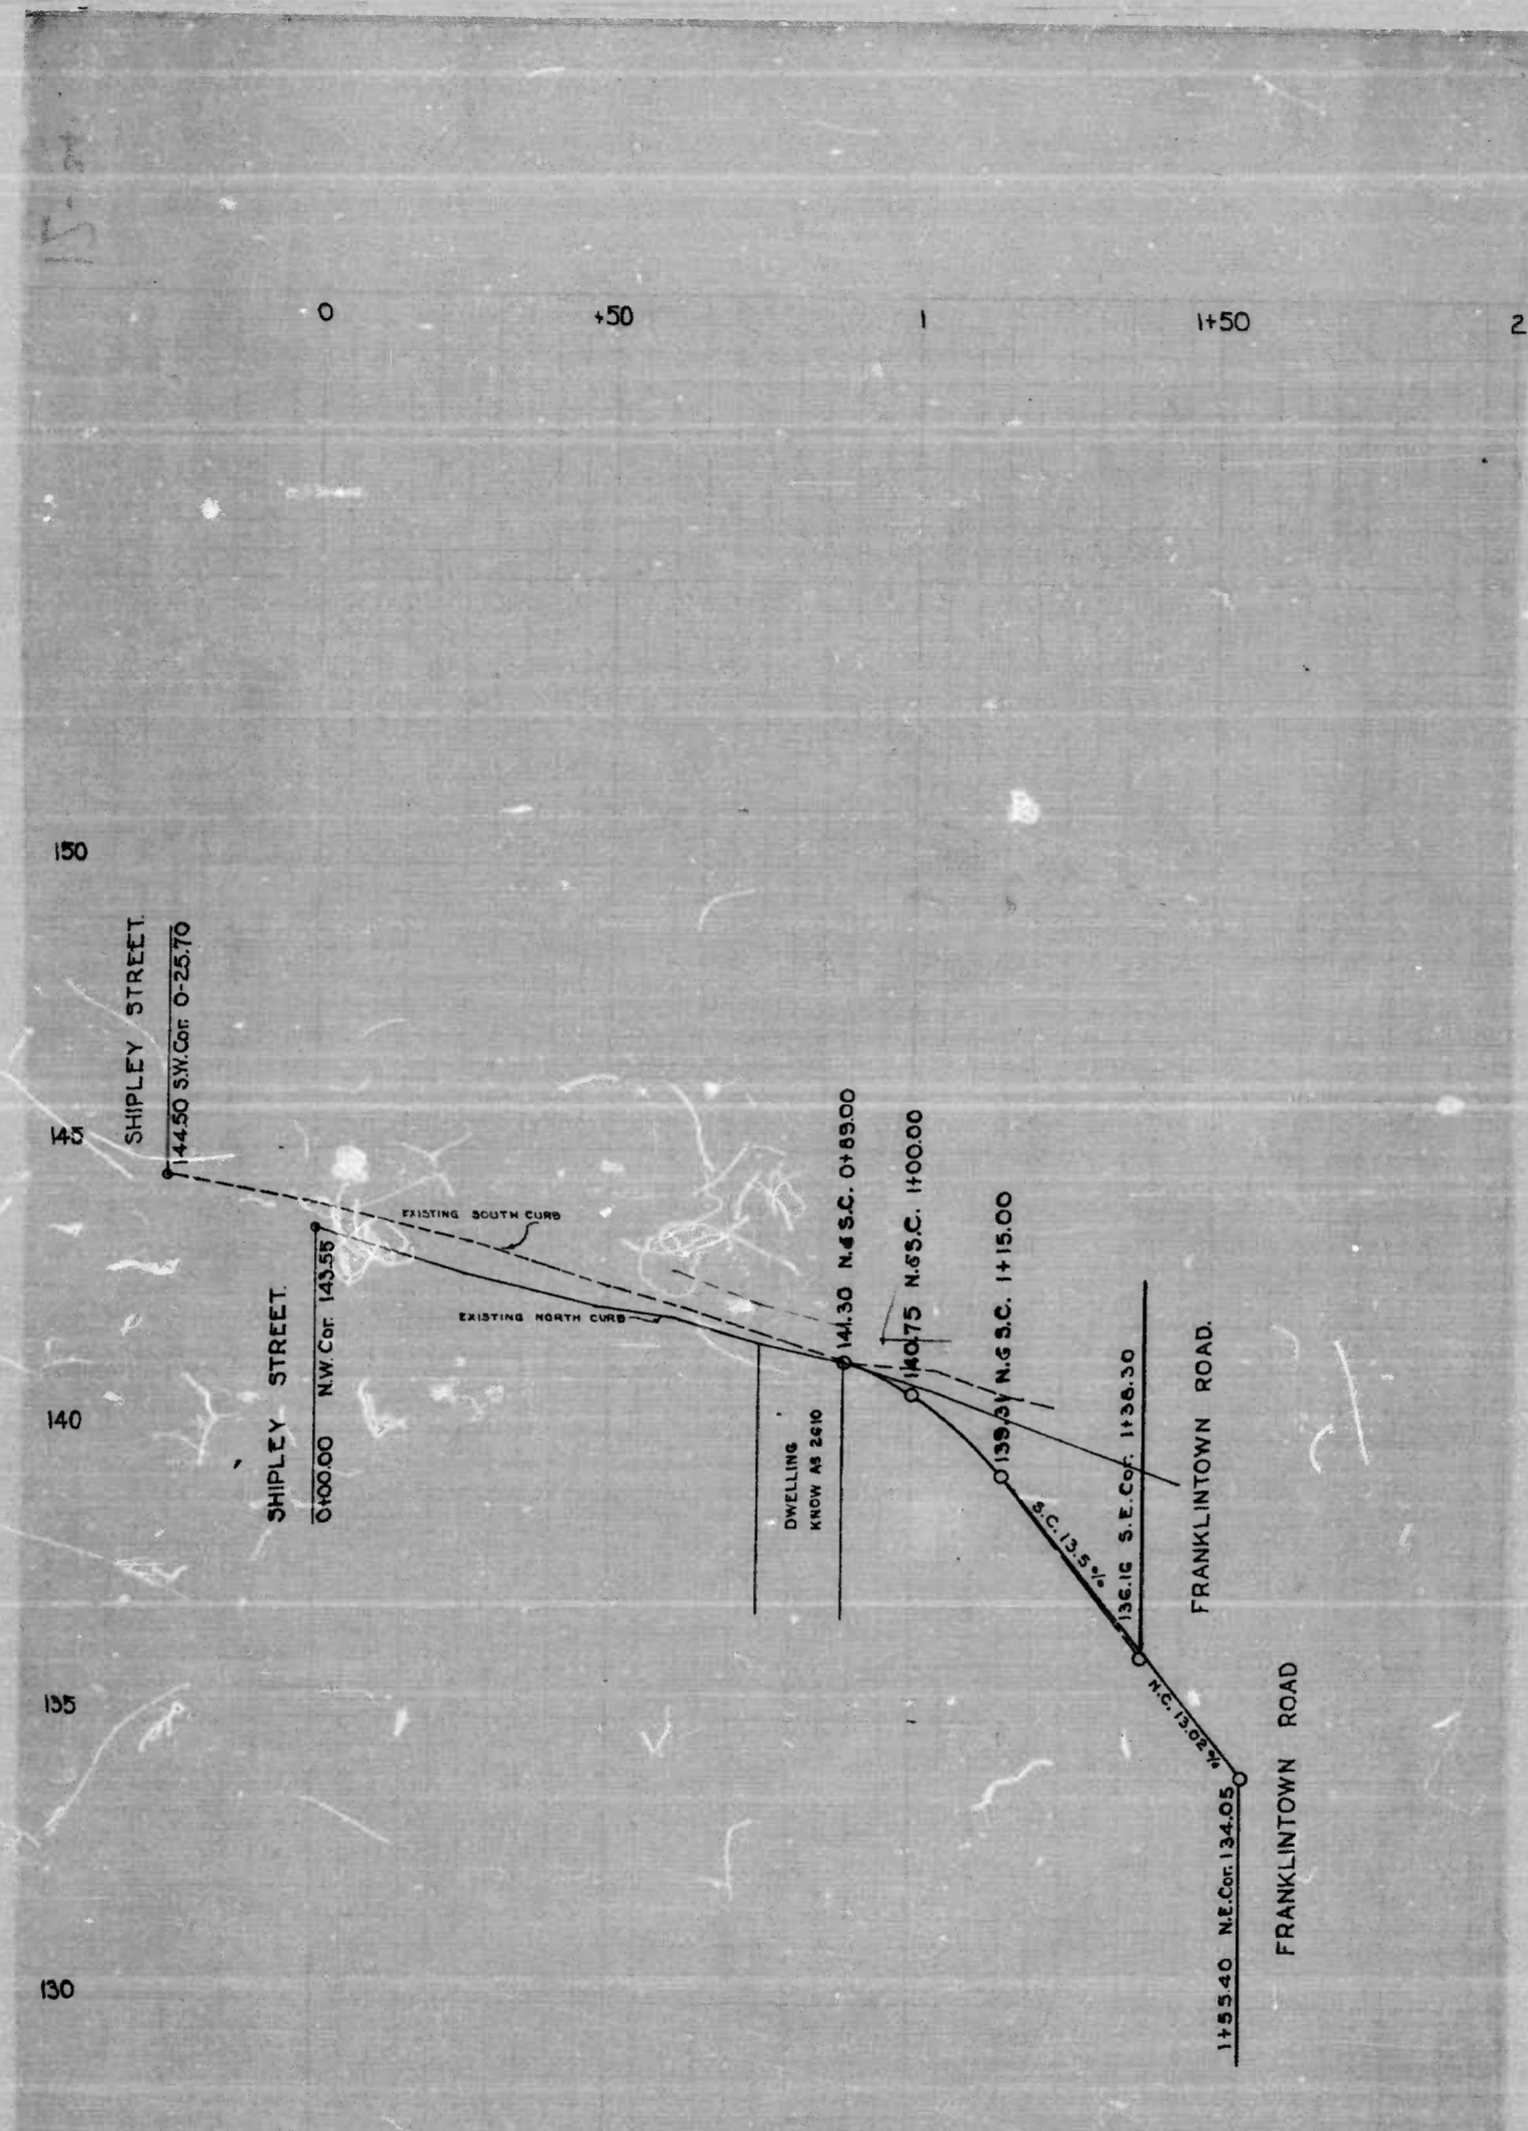 0 +50 1 1+50 2
150
145
140
135
130
SHIPLEY STREET.
144.50 S.W. Cor. 0-25.70
SHIPLEY STREET.
0+00.00 N.W. Cor. 143.55
EXISTING SOUTH CURB
EXISTING NORTH CURB
DWELLING
KNOW AS 2610
141.30 N.& S.C. 0+89.00
140.75 N.&S.C. 1+00.00
139.31 N.& S.C. 1+15.00
S.C. 13.5%
136.16 S.E. Cor. 1+38.30
FRANKLINTOWN ROAD.
N.C. 13.02%
1+55.40 N.E. Cor. 134.05
FRANKLINTOWN ROAD